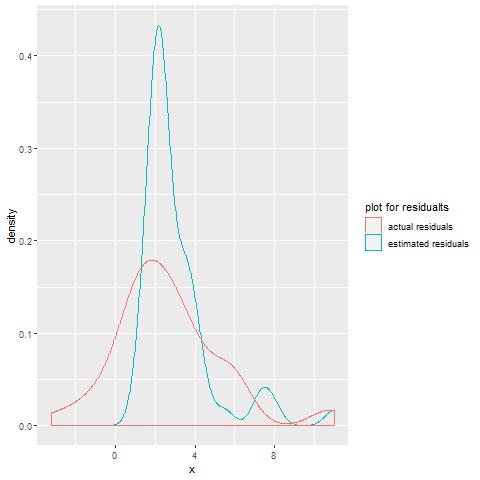 0.4
0.3
0.2
0.1
0.0
density
0
4
8
x
plot for residualts
actual residuals
estimated residuals